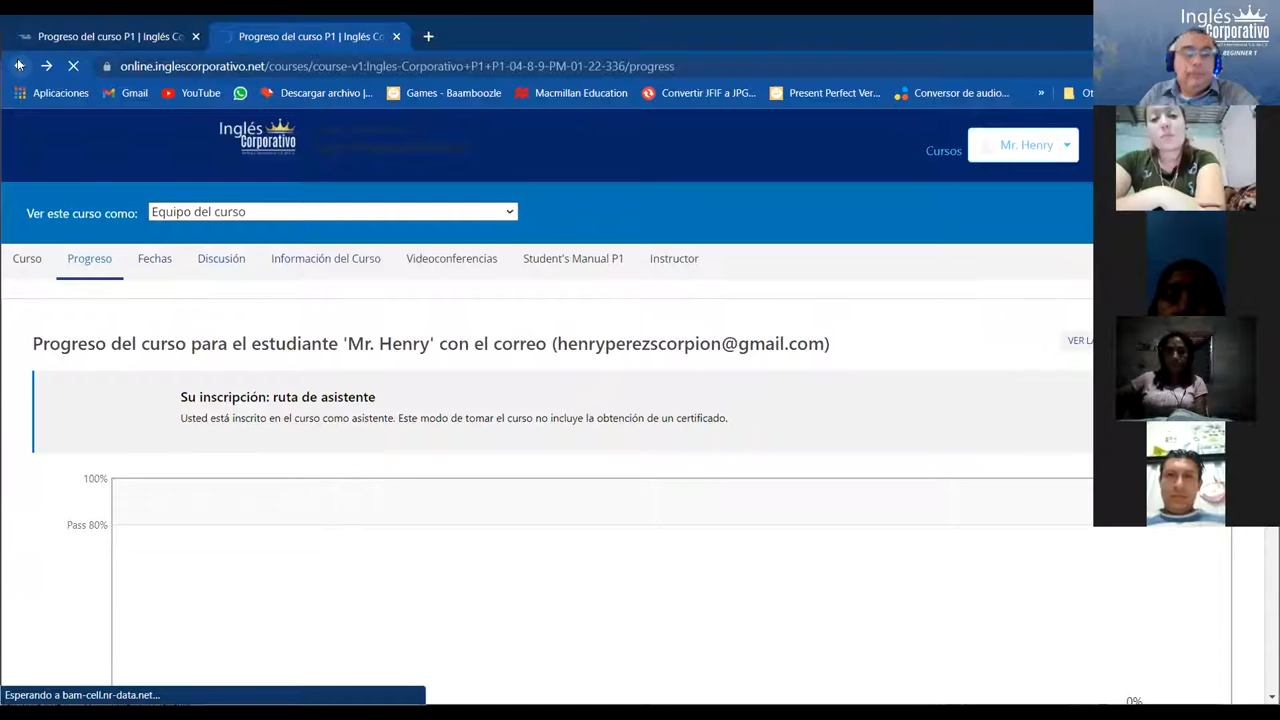 Progreso del curso P1 | Inglés Co
Progreso del curso P1 | Inglés Co
online.inglescorporativo.net/courses/course-v1:Ingles-Corporativo+P1+P1-04-8-9-PM-01-22-336/progress
Aplicaciones
Gmail
YouTube
Descargar archivo |...
Games - Baamboozle
Macmillan Education
Convertir JFIF a JPG...
Present Perfect Ver...
Conversor de audio...
»
Ot
Inglés
Corporativo
BEGINNER 1
Inglés
Corporativo
Cursos
Mr. Henry
Ver este curso como:
Equipo del curso
Curso
Progreso
Fechas
Discusión
Información del Curso
Videoconferencias
Student's Manual P1
Instructor
Progreso del curso para el estudiante 'Mr. Henry' con el correo (henryperezscorpion@gmail.com)
VER LA
Su inscripción: ruta de asistente
Usted está inscrito en el curso como asistente. Este modo de tomar el curso no incluye la obtención de un certificado.
100%
Pass 80%
0%
Esperando a bam-cell.nr-data.net...